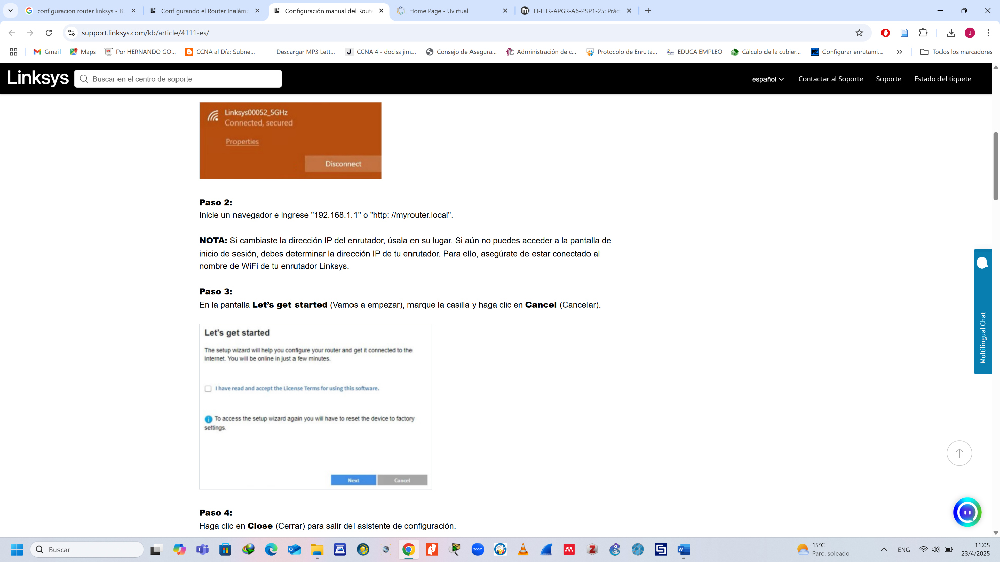 configuracion router linksys - B
Configurando el Router Inalám
Configuración manual del Route
Home Page - Uvirtual
FI-ITIR-APGR-A6-PSP1-25: Prác
support.linksys.com/kb/article/4111-es/
J
Gmail
Maps
Por HERNANDO GO...
CCNA al Día: Subne...
Descargar MP3 Lett...
CCNA 4 - dociss jim...
Consejo de Asegura...
Administración de c...
Protocolo de Enruta...
EDUCA EMPLEO
Cálculo de la cubier...
Configurar enrutami...
Todos los marcadores
Linksys
Buscar en el centro de soporte
español
Contactar al Soporte
Soporte
Estado del tiquete
Linksys00052_5GHz
Connected, secured
Properties
Disconnect
Paso 2:
Inicie un navegador e ingrese "192.168.1.1" o "http: //myrouter.local".
NOTA: Si cambiaste la dirección IP del enrutador, úsala en su lugar. Si aún no puedes acceder a la pantalla de
inicio de sesión, debes determinar la dirección IP de tu enrutador. Para ello, asegúrate de estar conectado al
nombre de WiFi de tu enrutador Linksys.
Paso 3:
En la pantalla Let’s get started (Vamos a empezar), marque la casilla y haga clic en Cancel (Cancelar).
Let's get started
The setup wizard will help you configure your router and get it connected to the
Internet. You will be online in just a few minutes.
I have read and accept the License Terms for using this software.
To access the setup wizard again you will have to reset the device to factory
settings.
Next
Cancel
Paso 4:
Haga clic en Close (Cerrar) para salir del asistente de configuración.
Multilingual Chat
Buscar
zoom
15°C
Parc. soleado
ENG
11:05
23/4/2025